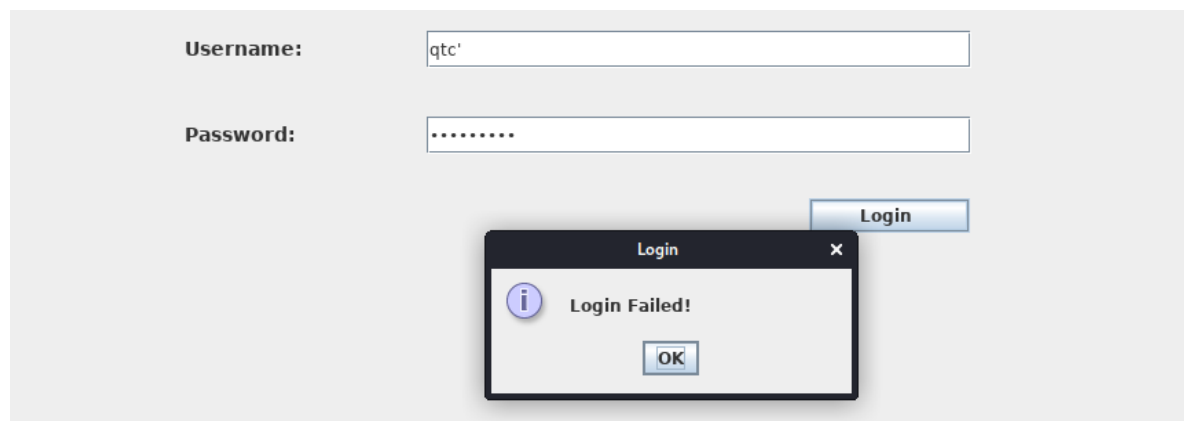 Username:
qtc'
Password:
•••••••••
Login
Login
×
i
Login Failed!
OK